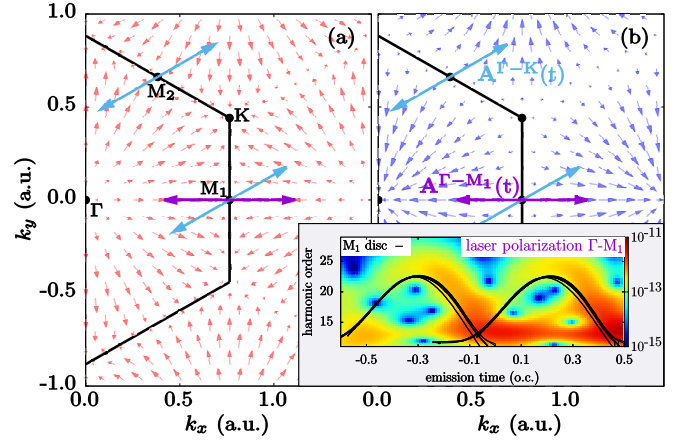 1.0
0.5
0.0
-0.5
-1.0
k_y (a.u.)
(a)
M_2
K
M_1
Γ
0.0
0.5
1.0
k_x (a.u.)
(b)
A^{Γ−K}(t)
A^{Γ−M_1}(t)
0.0
0.5
1.0
k_x (a.u.)
M_1 disc −
laser polarization Γ-M_1
harmonic order
25
20
15
-0.5
-0.3
-0.1
0.1
0.3
0.5
emission time (o.c.)
10^{-11}
10^{-13}
10^{-15}